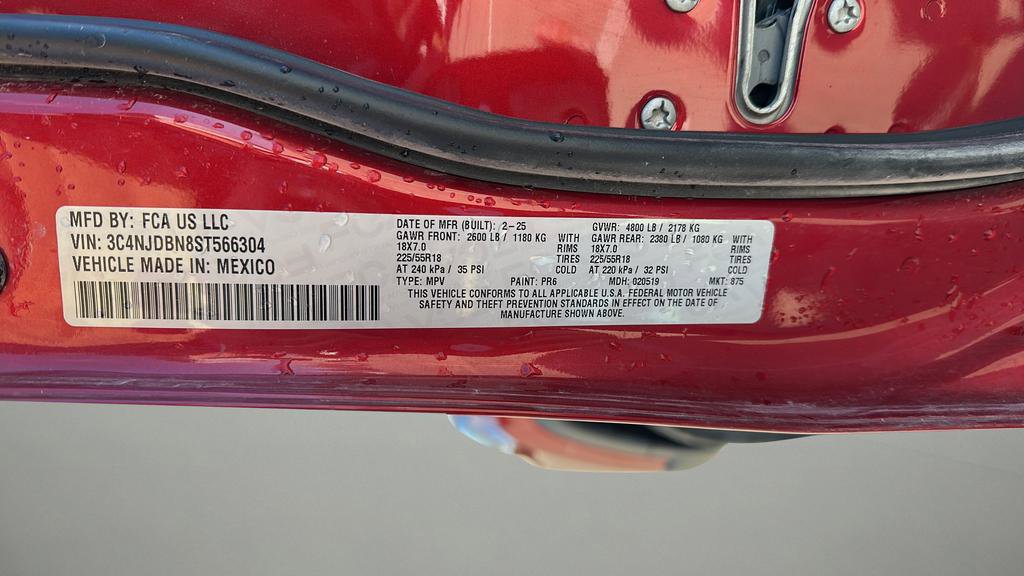 MFD BY: FCA US LLC
VIN: 3C4NJDBN8ST566304
VEHICLE MADE IN: MEXICO
DATE OF MFR (BUILT): 2-25 GVWR: 4800 LB / 2178 KG
GAWR FRONT: 2600 LB / 1180 KG WITH GAWR REAR: 2380 LB / 1080 KG WITH
18X7.0 RIMS 18X7.0 RIMS
225/55R18 TIRES 225/55R18 TIRES
AT 240 kPa / 35 PSI COLD AT 220 kPa / 32 PSI COLD
TYPE: MPV PAINT: PR6 MDH: 020519 MKT: 875
THIS VEHICLE CONFORMS TO ALL APPLICABLE U.S.A. FEDERAL MOTOR VEHICLE
SAFETY AND THEFT PREVENTION STANDARDS IN EFFECT ON THE DATE OF
MANUFACTURE SHOWN ABOVE.